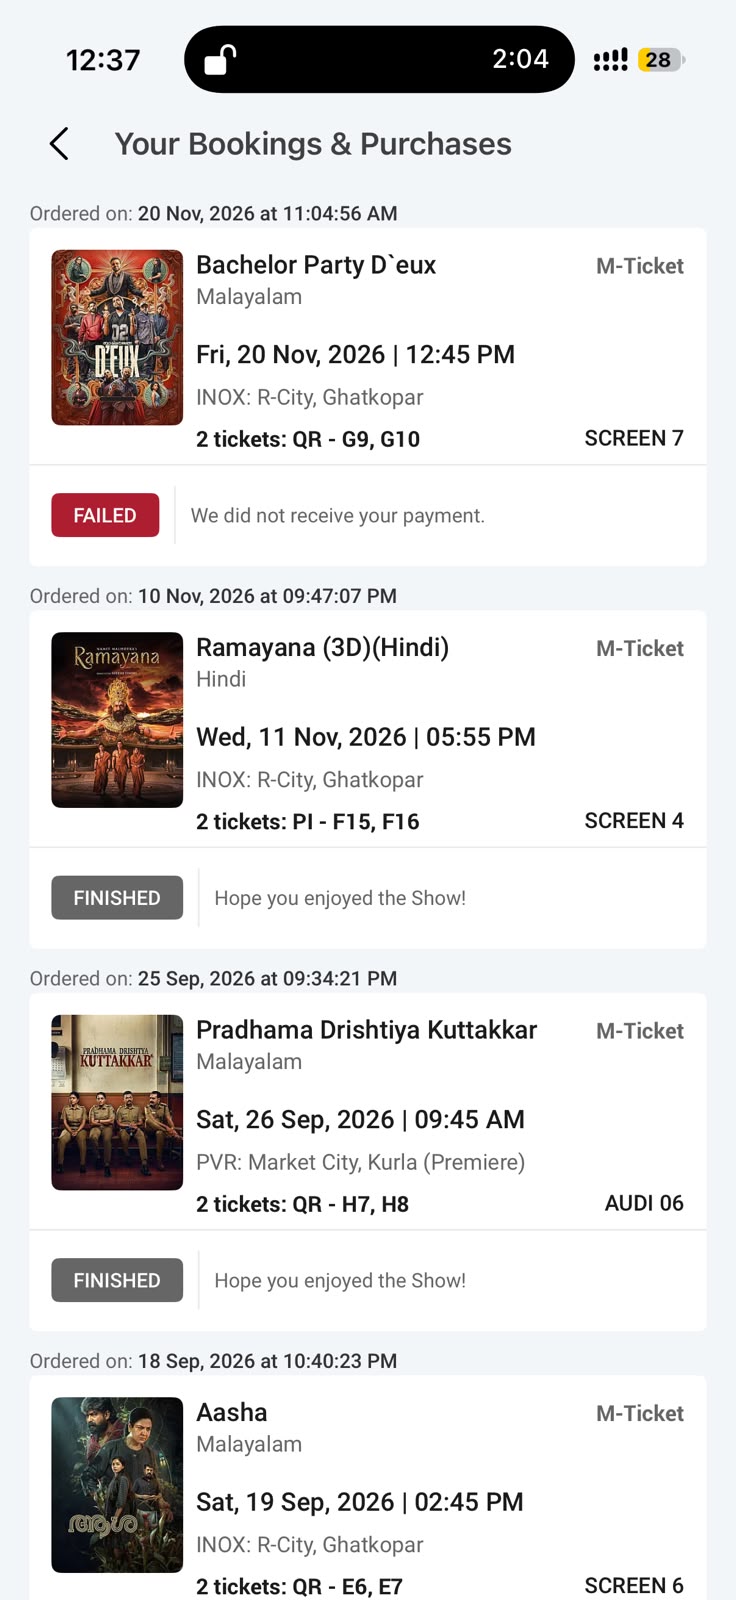 12:37
2:04
28
Your Bookings & Purchases
Ordered on: 20 Nov, 2026 at 11:04:56 AM
Bachelor Party D`eux
M-Ticket
Malayalam
D'EUX
Fri, 20 Nov, 2026 | 12:45 PM
INOX: R-City, Ghatkopar
2 tickets: QR - G9, G10
SCREEN 7
FAILED
We did not receive your payment.
Ordered on: 10 Nov, 2026 at 09:47:07 PM
Ramayana (3D)(Hindi)
M-Ticket
Ramayana
Hindi
Wed, 11 Nov, 2026 | 05:55 PM
INOX: R-City, Ghatkopar
2 tickets: PI - F15, F16
SCREEN 4
FINISHED
Hope you enjoyed the Show!
Ordered on: 25 Sep, 2026 at 09:34:21 PM
Pradhama Drishtiya Kuttakkar
M-Ticket
PRADHAMA DRISHTIYA
KUTTAKKAR
Malayalam
Sat, 26 Sep, 2026 | 09:45 AM
PVR: Market City, Kurla (Premiere)
2 tickets: QR - H7, H8
AUDI 06
FINISHED
Hope you enjoyed the Show!
Ordered on: 18 Sep, 2026 at 10:40:23 PM
Aasha
M-Ticket
Malayalam
Sat, 19 Sep, 2026 | 02:45 PM
ആശ
INOX: R-City, Ghatkopar
2 tickets: QR - E6, E7
SCREEN 6